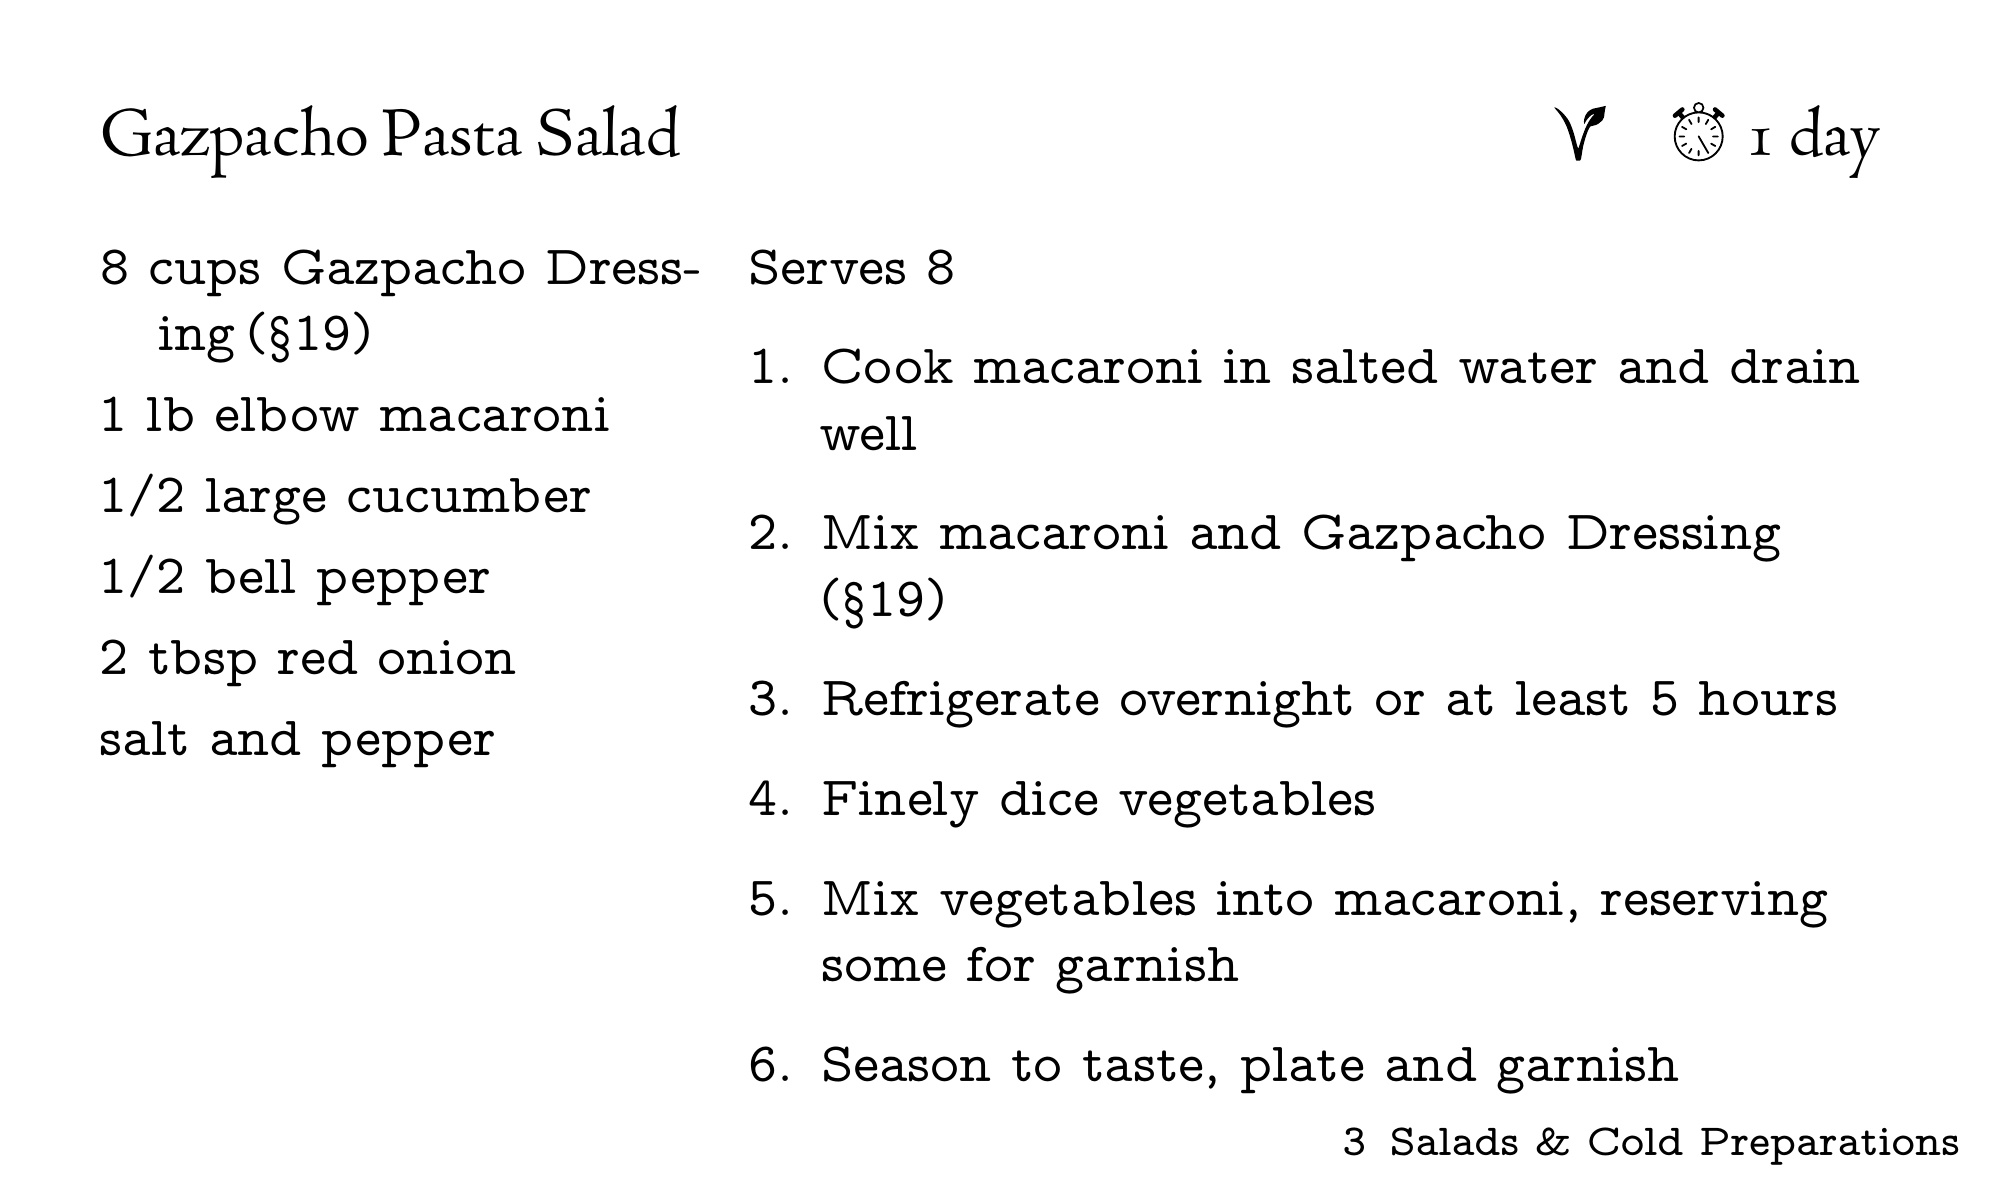 Gazpacho Pasta Salad
1 day
8 cups Gazpacho Dress-
ing (§19)
1 lb elbow macaroni
1/2 large cucumber
1/2 bell pepper
2 tbsp red onion
salt and pepper
Serves 8
1. Cook macaroni in salted water and drain
well
2. Mix macaroni and Gazpacho Dressing
(§19)
3. Refrigerate overnight or at least 5 hours
4. Finely dice vegetables
5. Mix vegetables into macaroni, reserving
some for garnish
6. Season to taste, plate and garnish
3 Salads & Cold Preparations